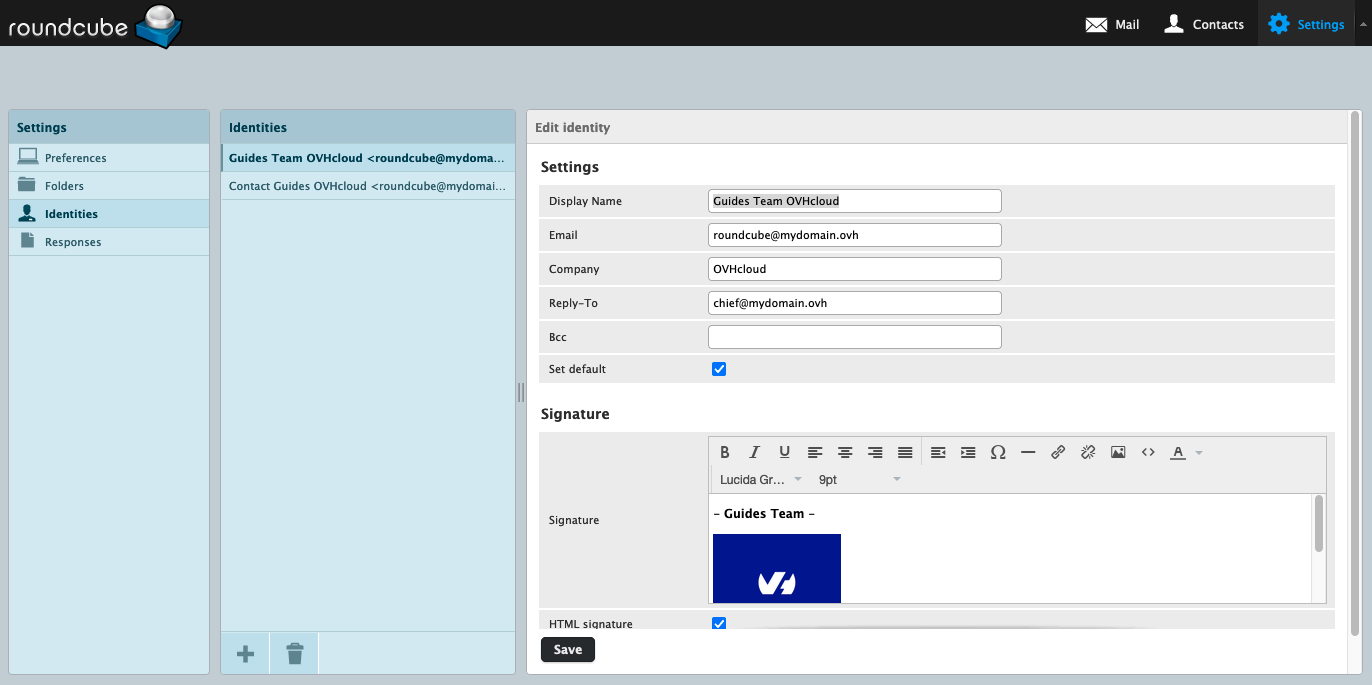 roundcube
Mail
Contacts
Settings
Settings
Preferences
Folders
Identities
Responses
Identities
Guides Team OVHcloud <roundcube@mydoma...
Contact Guides OVHcloud <roundcube@mydomai...
Edit identity
Settings
Display Name Guides Team OVHcloud
Email roundcube@mydomain.ovh
Company OVHcloud
Reply-To chief@mydomain.ovh
Bcc
Set default
Signature
B I U Ω A
Lucida Gr... 9pt
Signature
- Guides Team -
HTML signature
Save